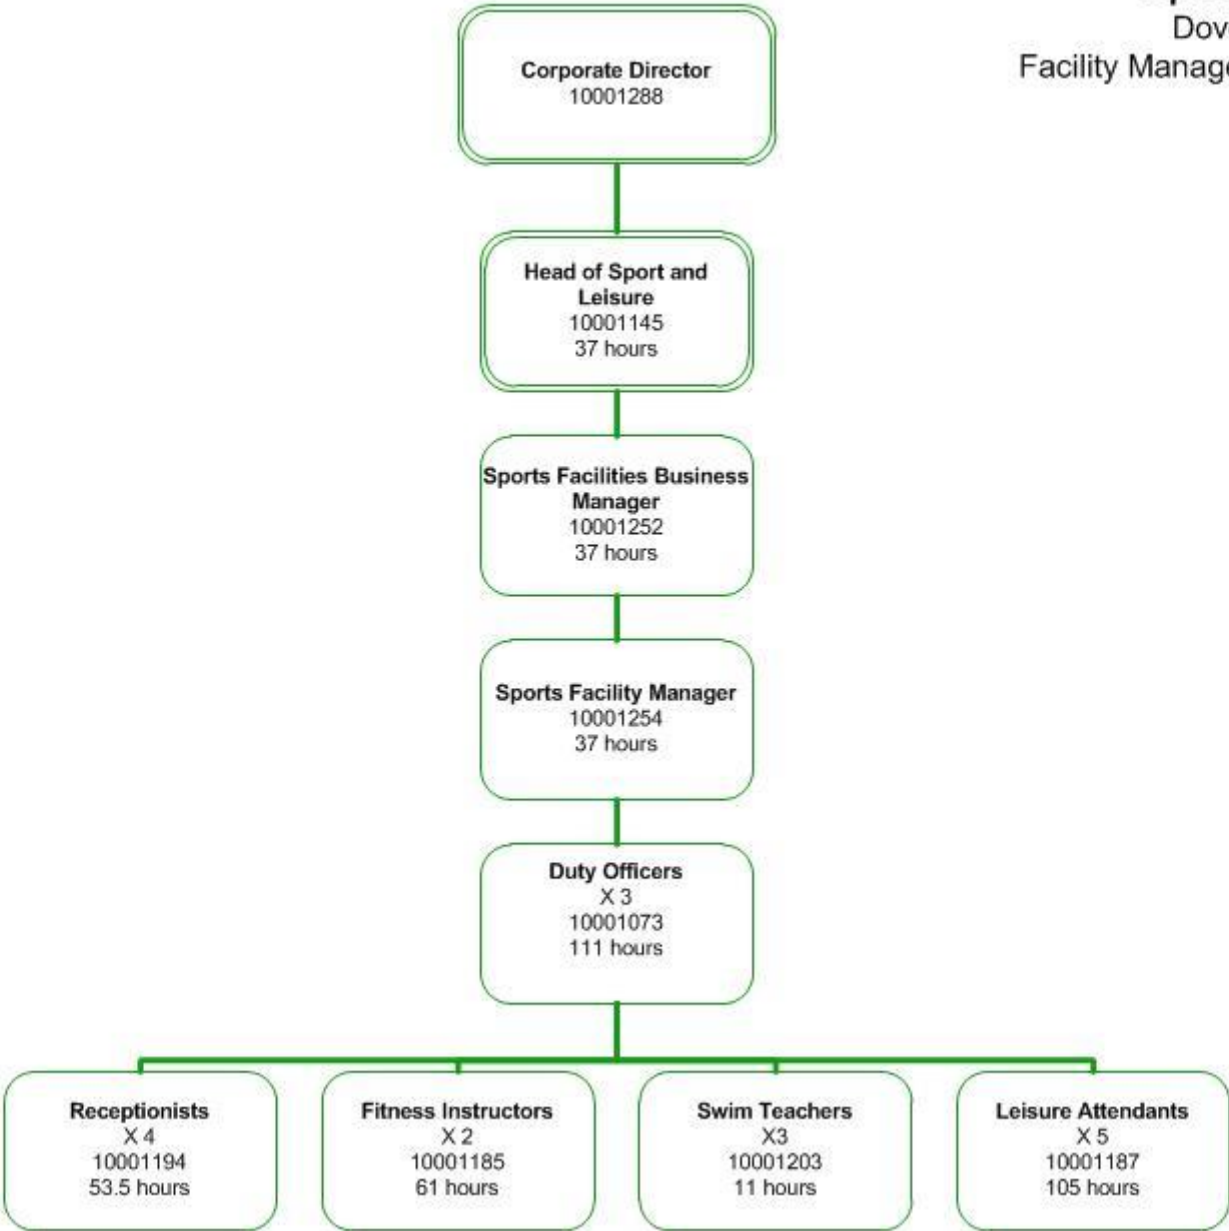 Dov
Facility Manag
Corporate Director
10001288
Head of Sport and
Leisure
10001145
37 hours
Sports Facilities Business
Manager
10001252
37 hours
Sports Facility Manager
10001254
37 hours
Duty Officers
X 3
10001073
111 hours
Receptionists
X 4
10001194
53.5 hours
Fitness Instructors
X 2
10001185
61 hours
Swim Teachers
X3
10001203
11 hours
Leisure Attendants
X 5
10001187
105 hours